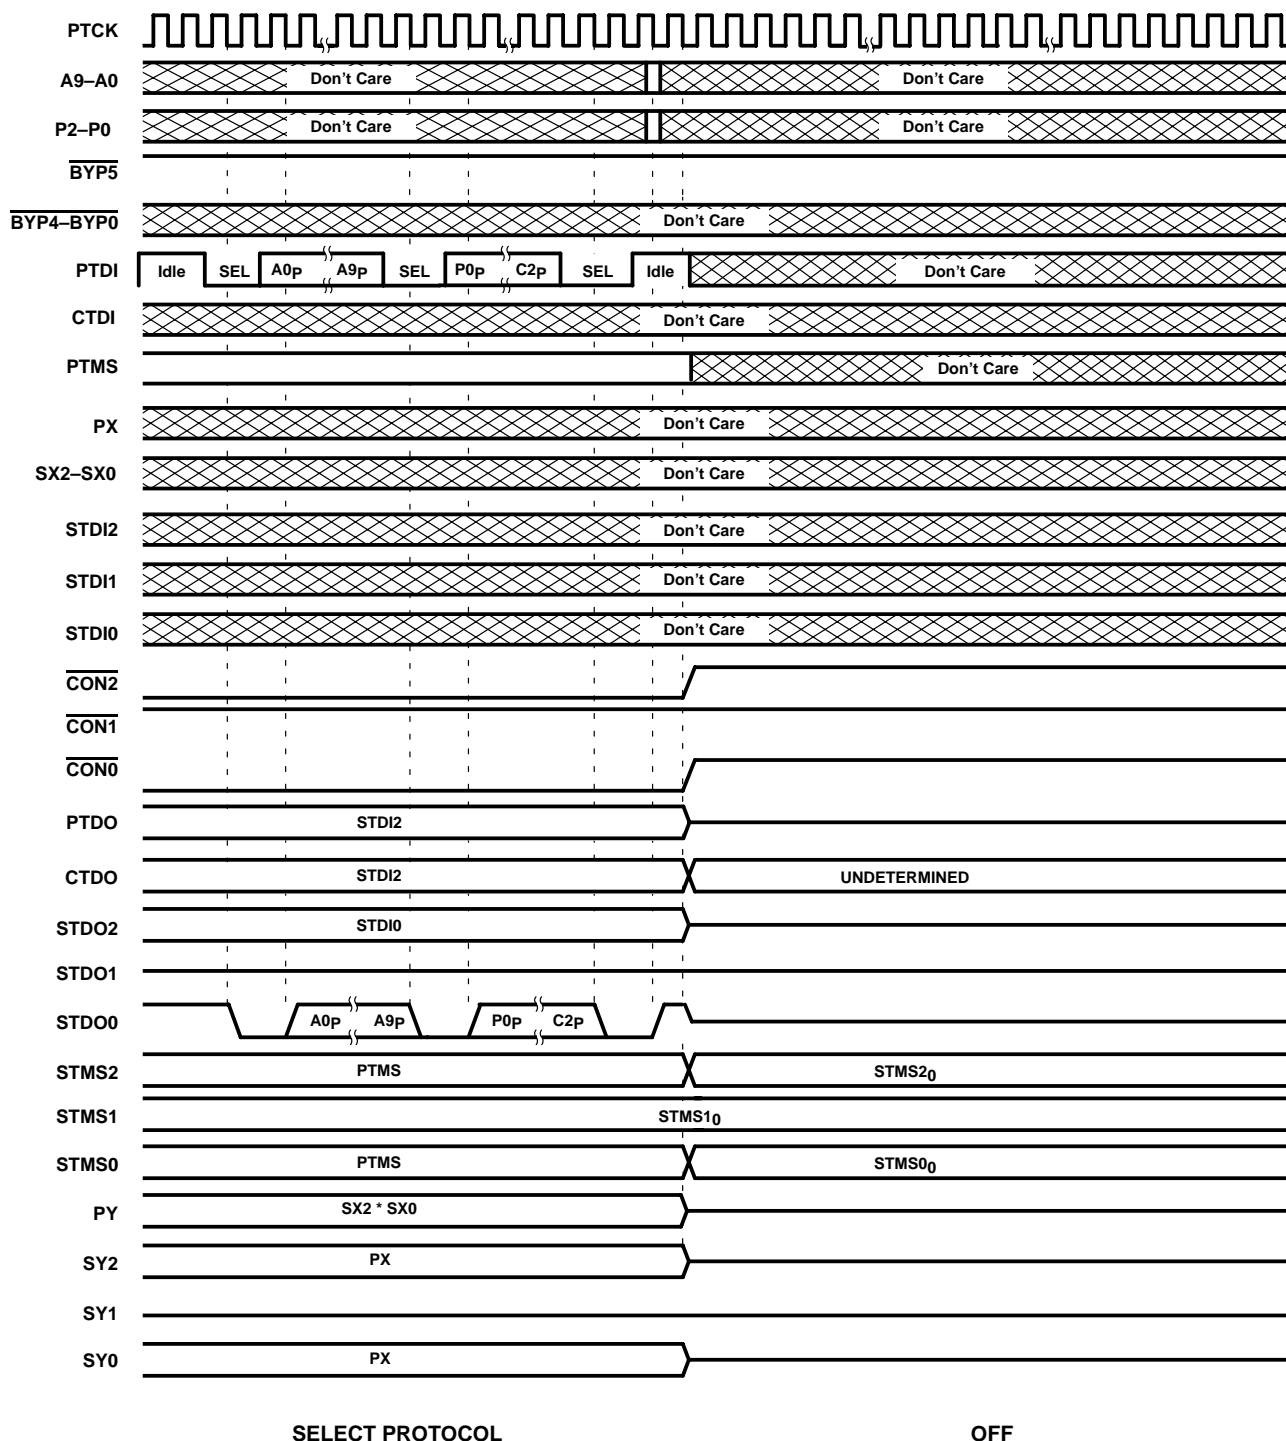 PTCK
A9–A0 Don't Care Don't Care
P2–P0 Don't Care Don't Care
BYP5
BYP4–BYP0 Don't Care
PTDI Idle SEL A0P A9P SEL P0P C2P SEL Idle Don't Care
CTDI Don't Care
PTMS Don't Care
PX Don't Care
SX2–SX0 Don't Care
STDI2 Don't Care
STDI1 Don't Care
STDI0 Don't Care
CON2
CON1
CON0
PTDO STDI2
CTDO STDI2 UNDETERMINED
STDO2 STDI0
STDO1
STDO0 A0P A9P P0P C2P
STMS2 PTMS STMS20
STMS1 STMS10
STMS0 PTMS STMS00
PY SX2 * SX0
SY2 PX
SY1
SY0 PX
SELECT PROTOCOL OFF